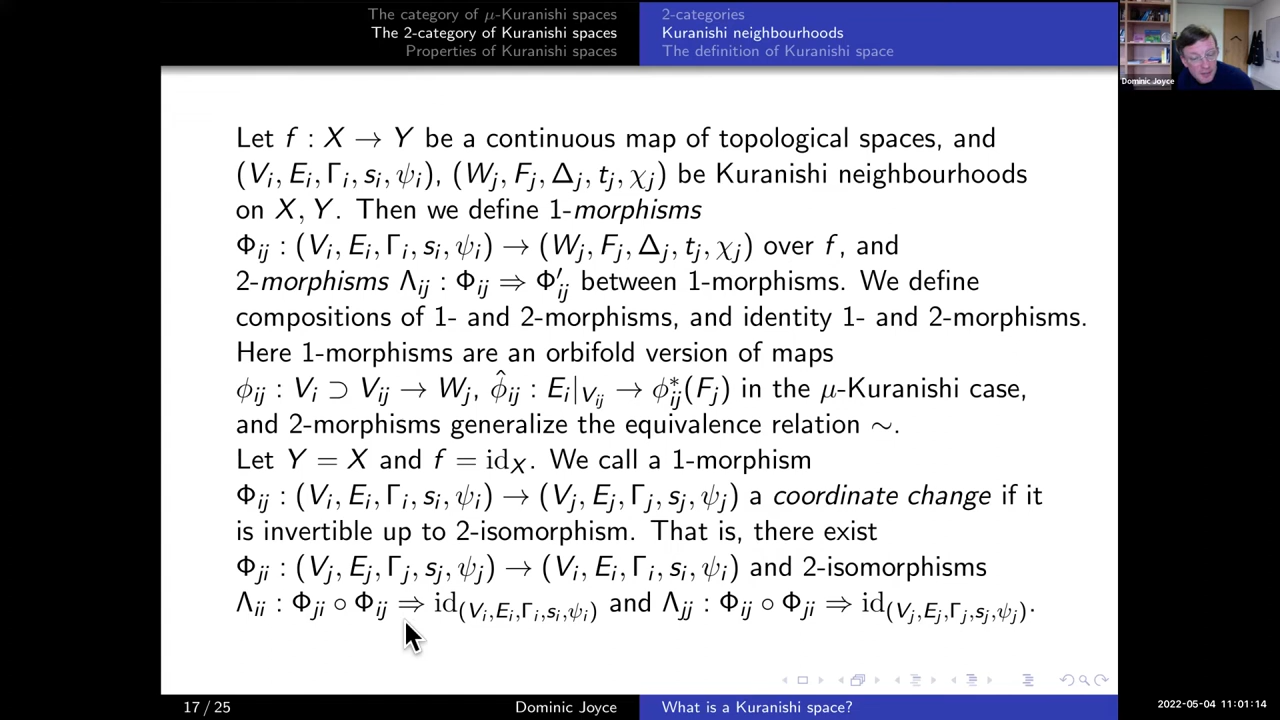 The category of μ-Kuranishi spaces
The 2-category of Kuranishi spaces
Properties of Kuranishi spaces
2-categories
Kuranishi neighbourhoods
The definition of Kuranishi space
Dominic Joyce
Let f : X → Y be a continuous map of topological spaces, and
(V_i, E_i, Γ_i, s_i, ψ_i), (W_j, F_j, Δ_j, t_j, χ_j) be Kuranishi neighbourhoods
on X, Y. Then we define 1-morphisms
Φ_ij : (V_i, E_i, Γ_i, s_i, ψ_i) → (W_j, F_j, Δ_j, t_j, χ_j) over f, and
2-morphisms Λ_ij : Φ_ij ⇒ Φ′_ij between 1-morphisms. We define
compositions of 1- and 2-morphisms, and identity 1- and 2-morphisms.
Here 1-morphisms are an orbifold version of maps
ϕ_ij : V_i ⊃ V_ij → W_j, ϕ̂_ij : E_i|_{V_ij} → ϕ*_ij(F_j) in the μ-Kuranishi case,
and 2-morphisms generalize the equivalence relation ∼.
Let Y = X and f = id_X. We call a 1-morphism
Φ_ij : (V_i, E_i, Γ_i, s_i, ψ_i) → (V_j, E_j, Γ_j, s_j, ψ_j) a coordinate change if it
is invertible up to 2-isomorphism. That is, there exist
Φ_ji : (V_j, E_j, Γ_j, s_j, ψ_j) → (V_i, E_i, Γ_i, s_i, ψ_i) and 2-isomorphisms
Λ_ii : Φ_ji ∘ Φ_ij ⇒ id_{(V_i,E_i,Γ_i,s_i,ψ_i)} and Λ_jj : Φ_ij ∘ Φ_ji ⇒ id_{(V_j,E_j,Γ_j,s_j,ψ_j)}.
17 / 25
Dominic Joyce
What is a Kuranishi space?
2022-05-04 11:01:14